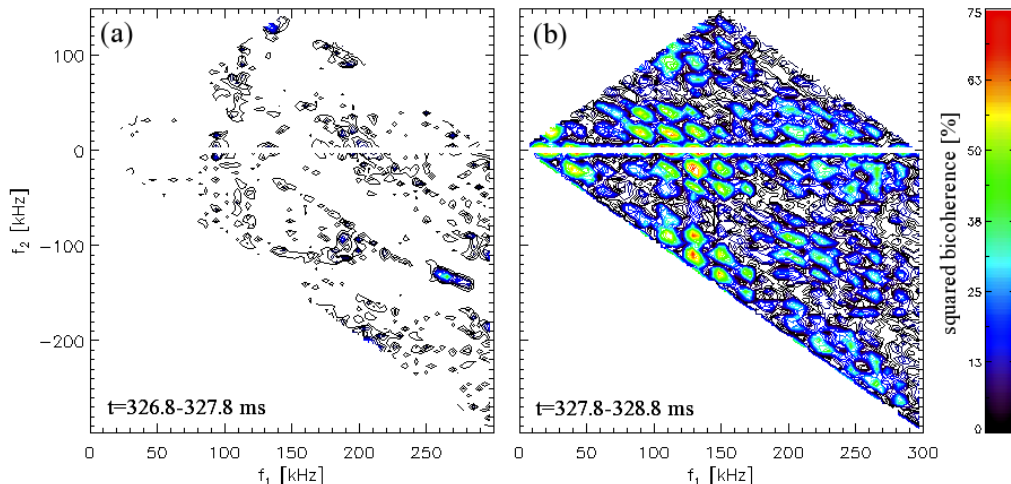 (a)
100
0
−100
−200
f₂ [kHz]
t=326.8-327.8 ms
0 50 100 150 200 250
f₁ [kHz]
(b)
t=327.8-328.8 ms
0 50 100 150 200 250 300
f₁ [kHz]
75
63
50
38
25
13
0
squared bicoherence [%]